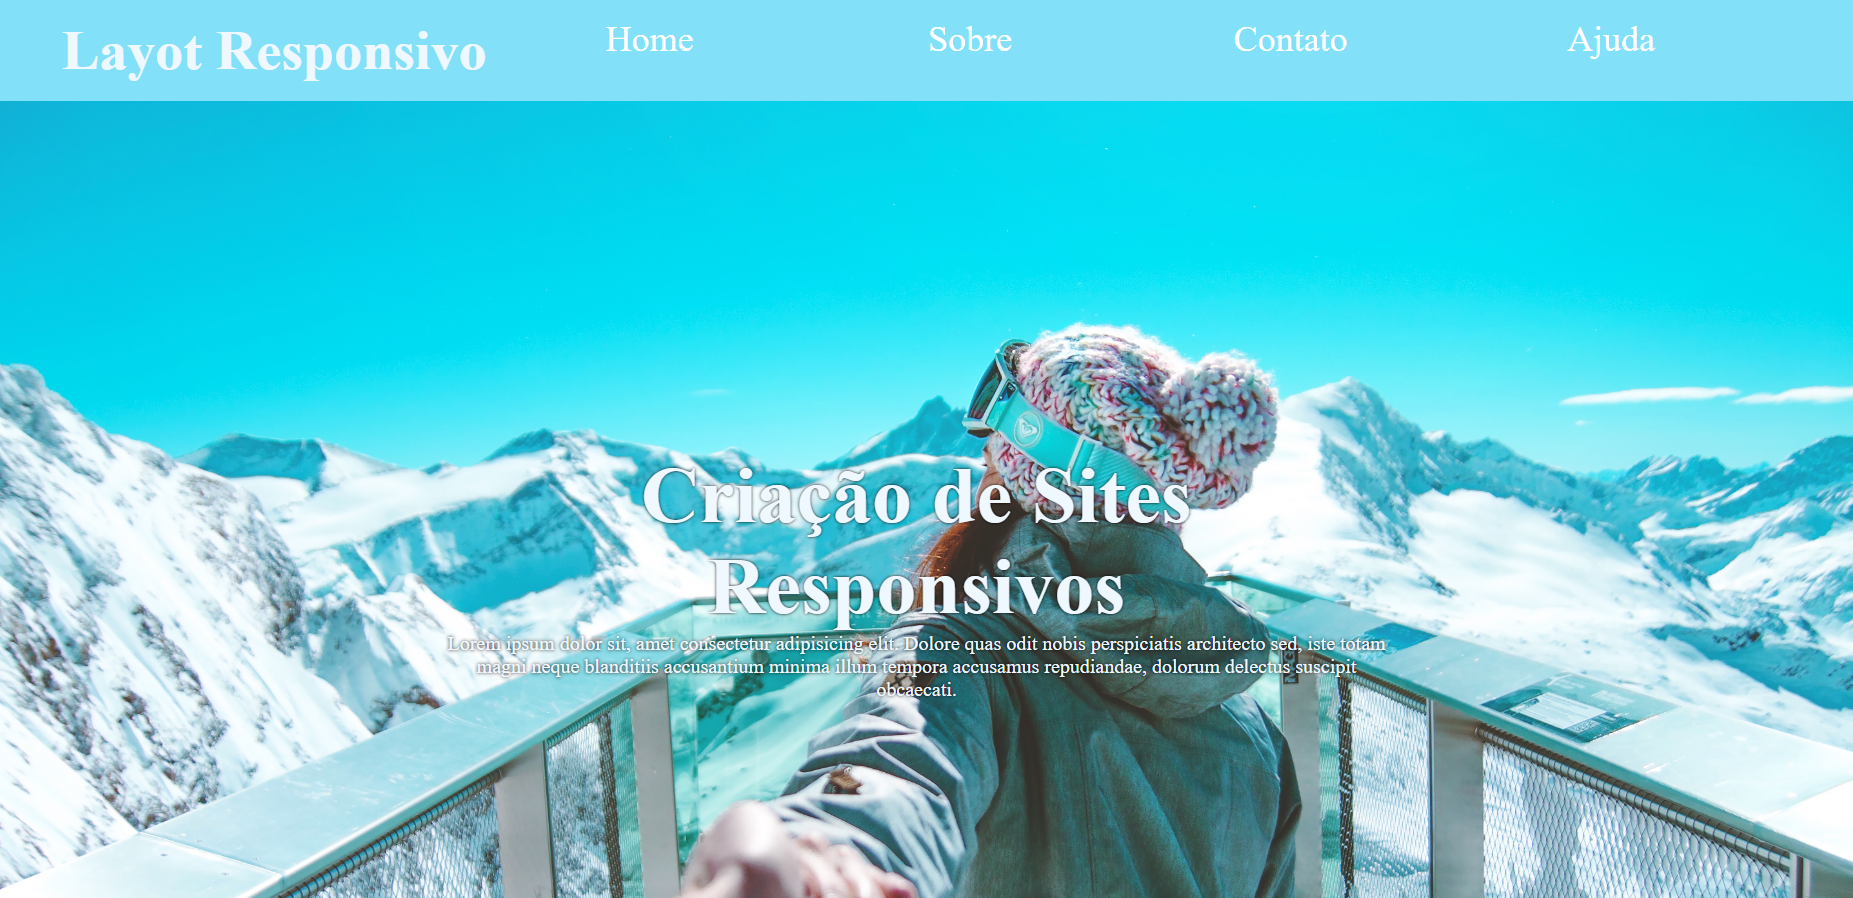 Layot Responsivo
Home
Sobre
Contato
Ajuda
Criação de Sites
Responsivos
Lorem ipsum dolor sit, amet consectetur adipisicing elit. Dolore quas odit nobis perspiciatis architecto sed, iste totam
magni neque blanditiis accusantium minima illum tempora accusamus repudiandae, dolorum delectus suscipit
obcaecati.